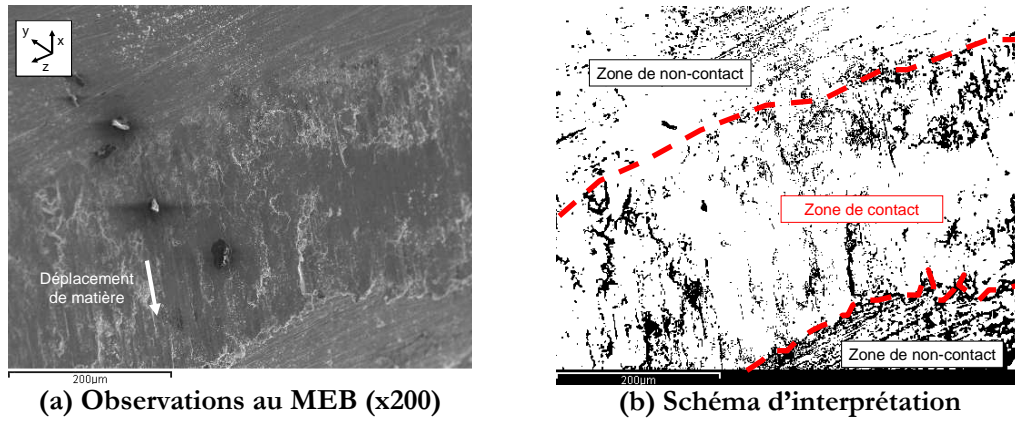 y
x
z
Déplacement
de matière
200µm
(a) Observations au MEB (x200)
Zone de non-contact
Zone de contact
Zone de non-contact
200µm
(b) Schéma d'interprétation